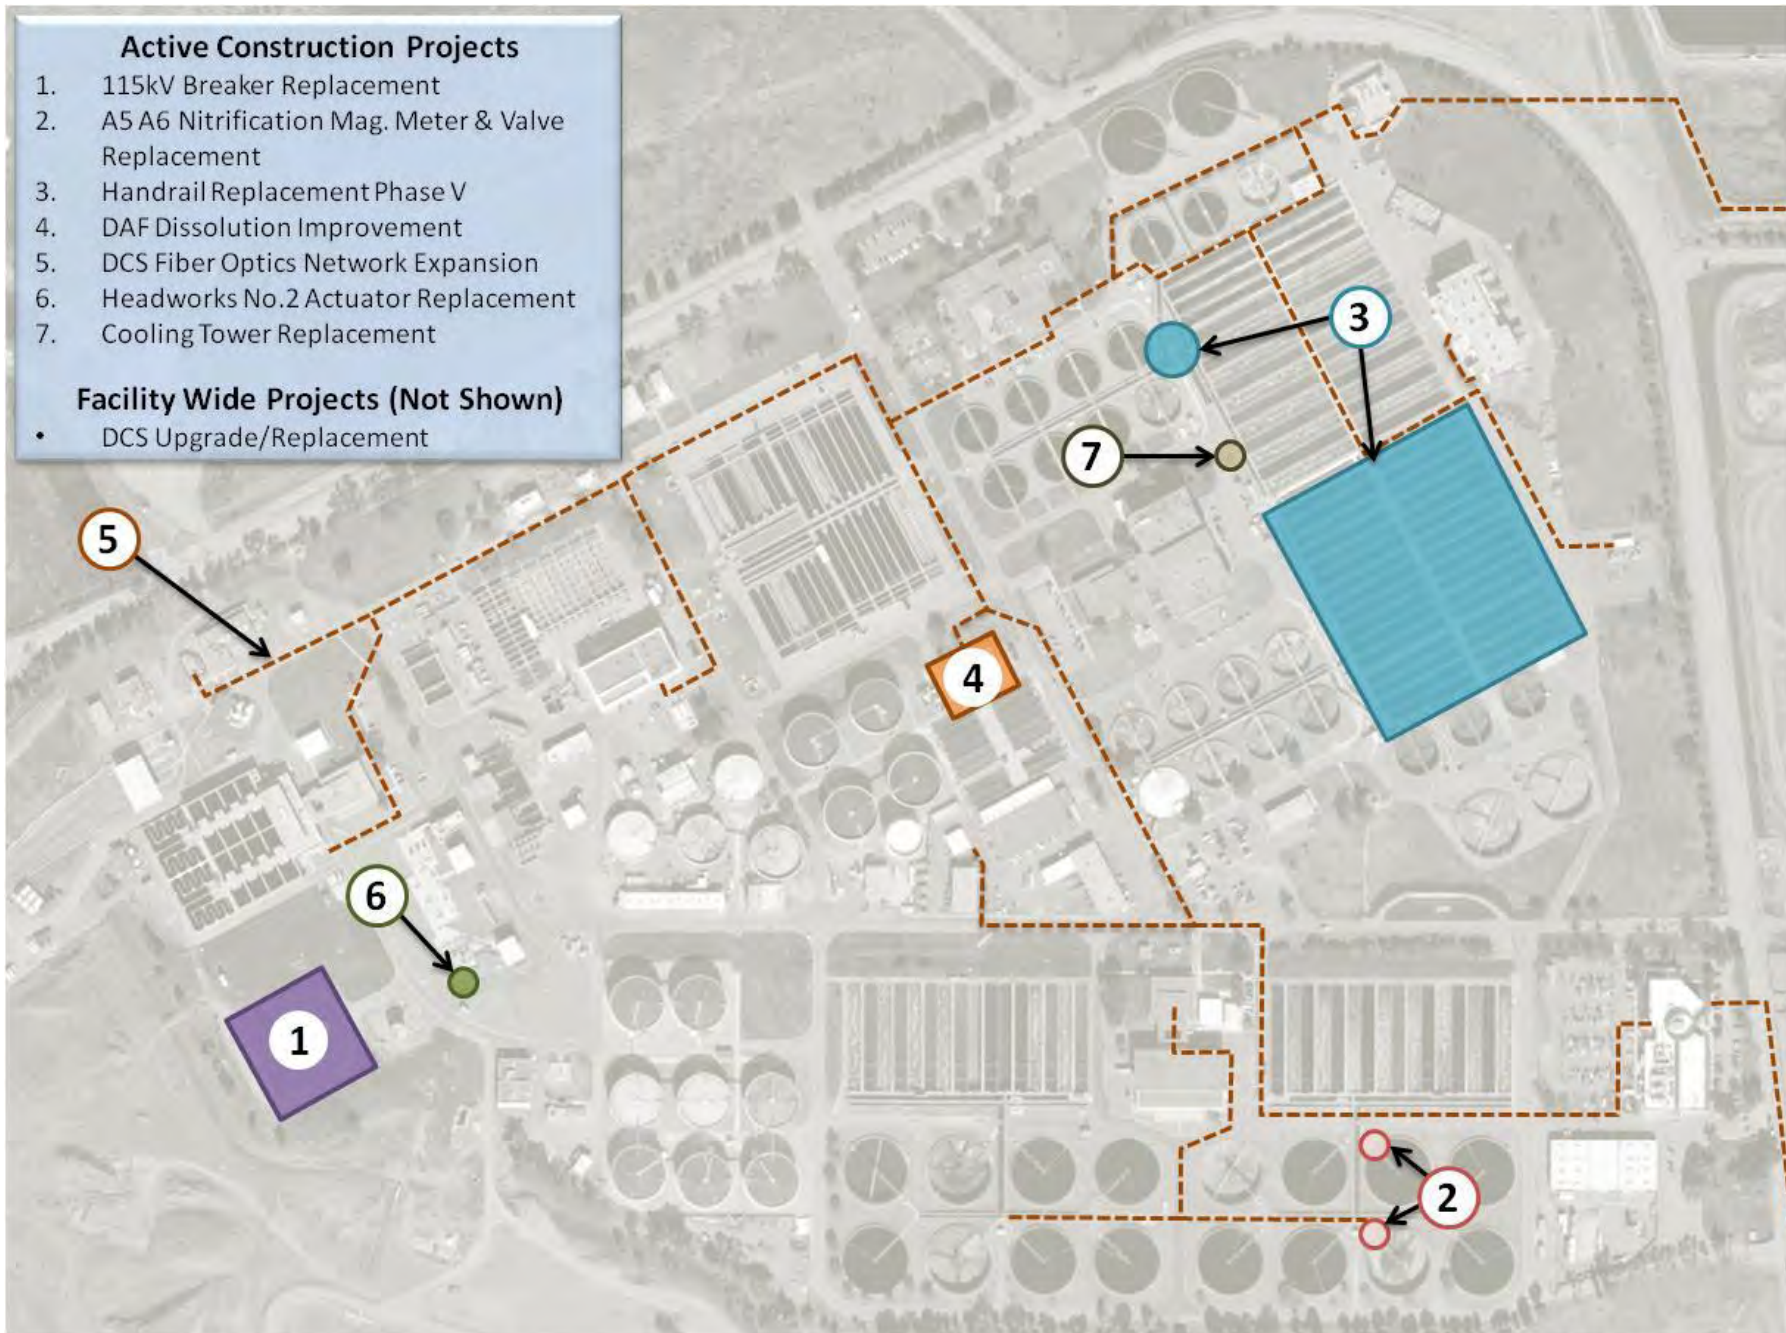 Active Construction Projects
1. 115kV Breaker Replacement
2. A5 A6 Nitrification Mag. Meter & Valve
Replacement
3. Handrail Replacement Phase V
4. DAF Dissolution Improvement
5. DCS Fiber Optics Network Expansion
6. Headworks No.2 Actuator Replacement
7. Cooling Tower Replacement
Facility Wide Projects (Not Shown)
• DCS Upgrade/Replacement
3
7
5
4
6
1
2